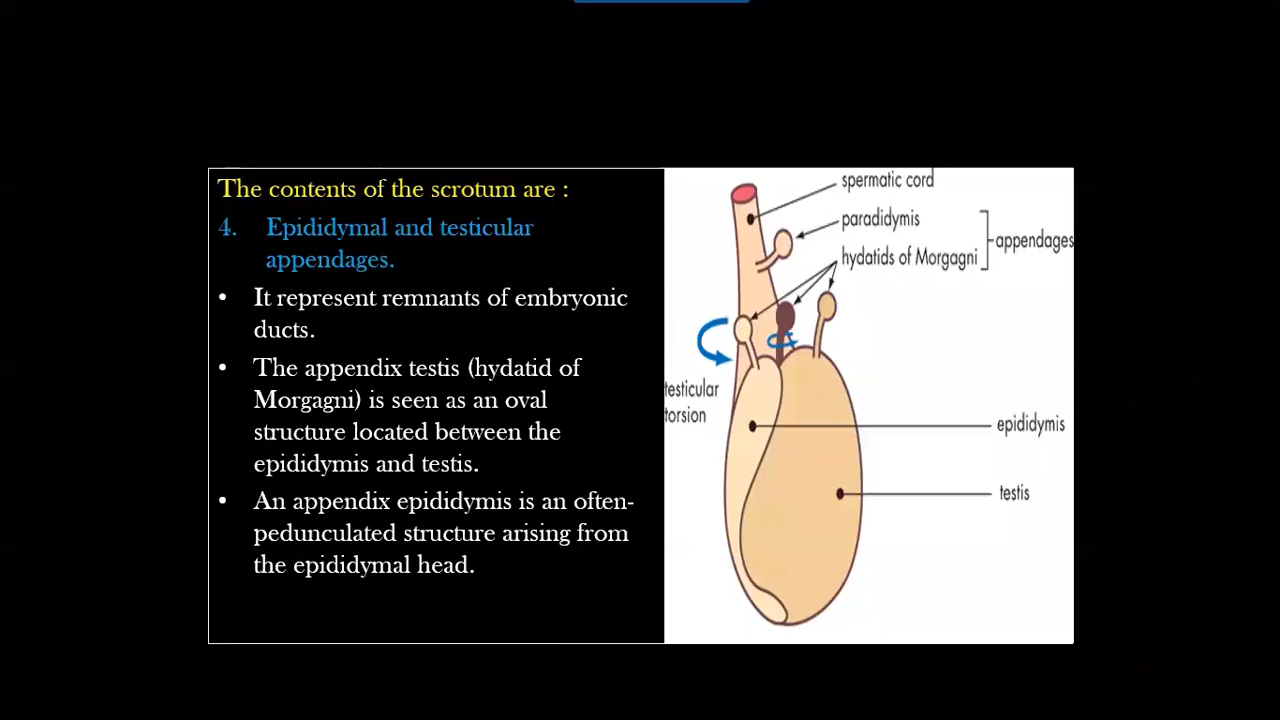 The contents of the scrotum are :
4. Epididymal and testicular
appendages.
• It represent remnants of embryonic
ducts.
• The appendix testis (hydatid of
Morgagni) is seen as an oval
structure located between the
epididymis and testis.
• An appendix epididymis is an often-
pedunculated structure arising from
the epididymal head.
spermatic cord
paradidymis
appendages
hydatids of Morgagni
testicular
torsion
epididymis
testis